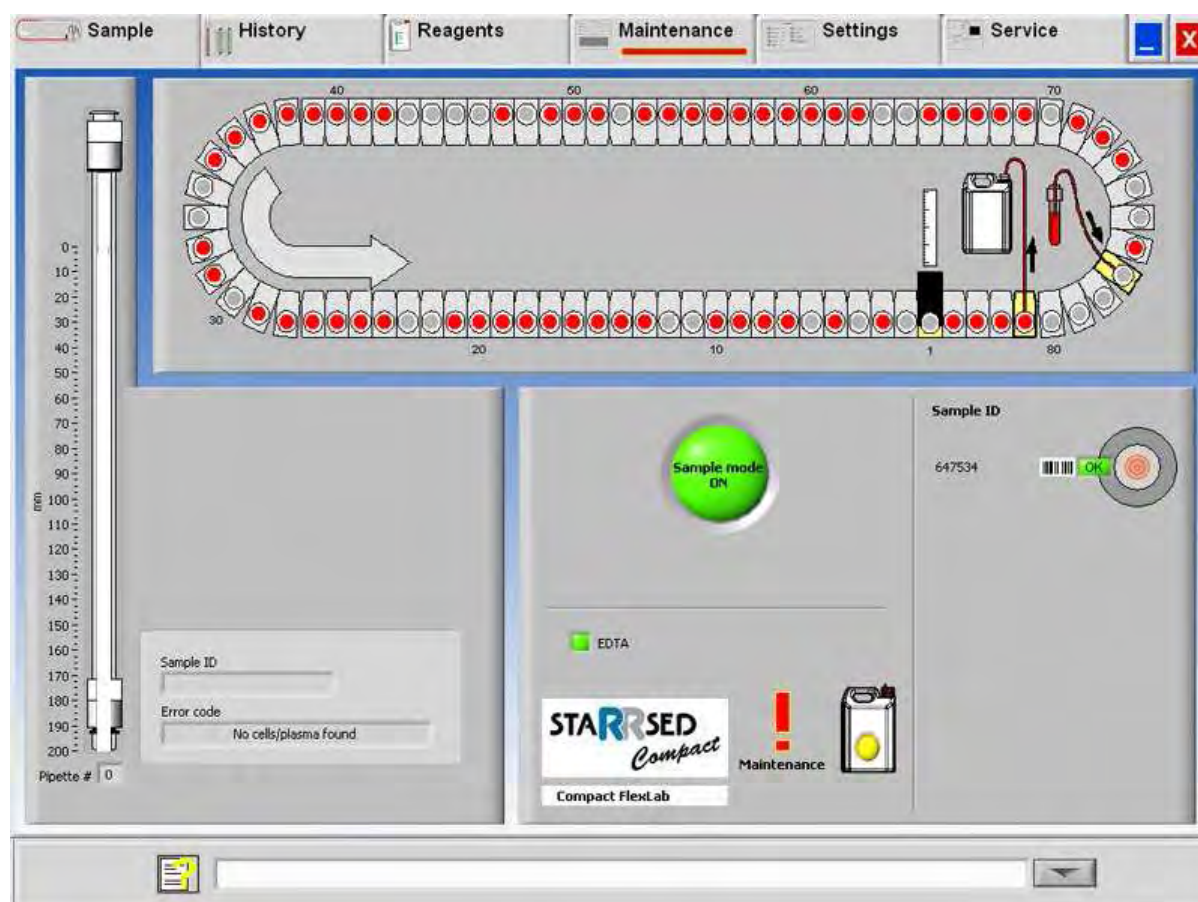 Sample
History
Reagents
Maintenance
Settings
Service
X
40
50
60
70
30
20
10
1
80
0
10
20
30
40
50
60
70
80
90
100
110
120
130
140
150
160
170
180
190
200
mm
Pipette # 0
Sample ID
Error code
No cells/plasma found
Sample mode
ON
EDTA
STARRSED
Compact
Compact FlexLab
Maintenance
Sample ID
647534
OK